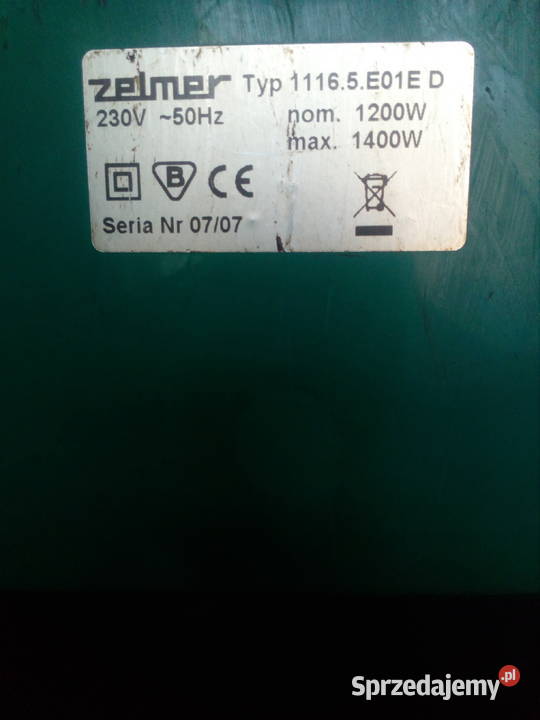 zelmer Typ 1116.5.E01E D
230V ~50Hz nom. 1200W
max. 1400W
B CE
Seria Nr 07/07
Sprzedajemy.pl